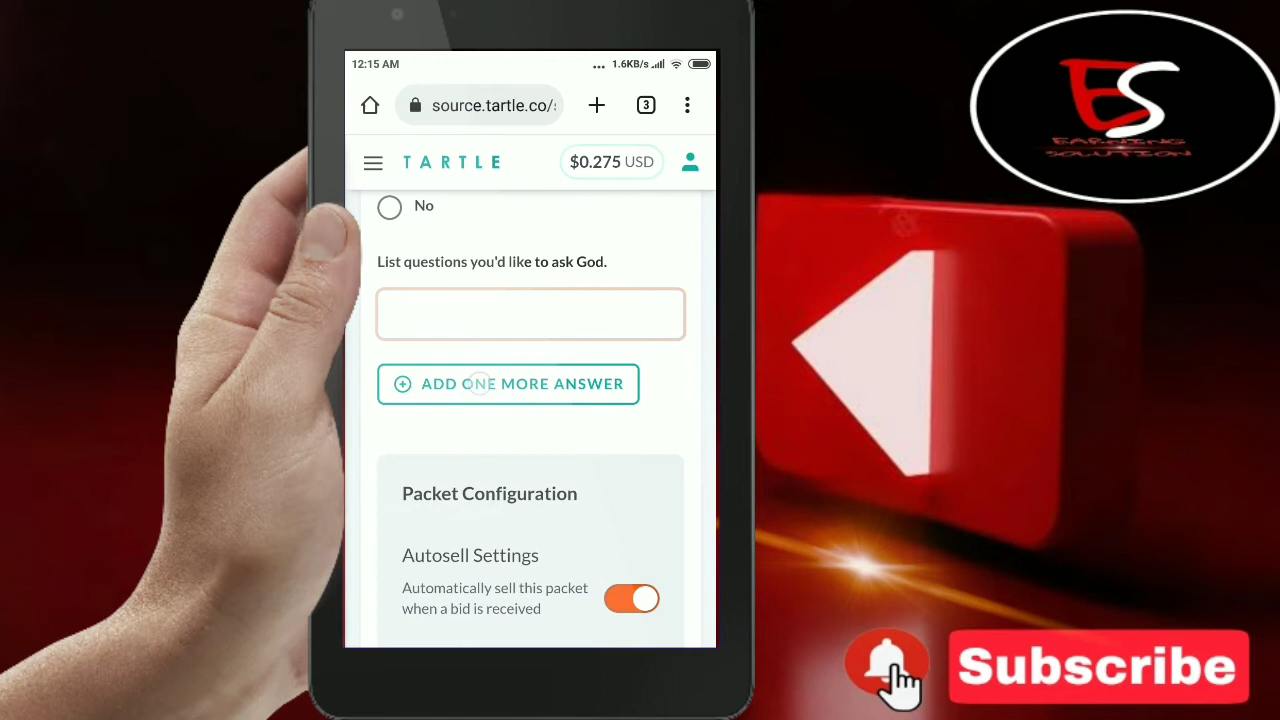 12:15 AM
... 1.6KB/s
source.tartle.co/
3
TARTLE
$0.275 USD
No
List questions you'd like to ask God.
ADD ONE MORE ANSWER
Packet Configuration
Autosell Settings
Automatically sell this packet
when a bid is received
ES
EARNING
SOLUTION
Subscribe